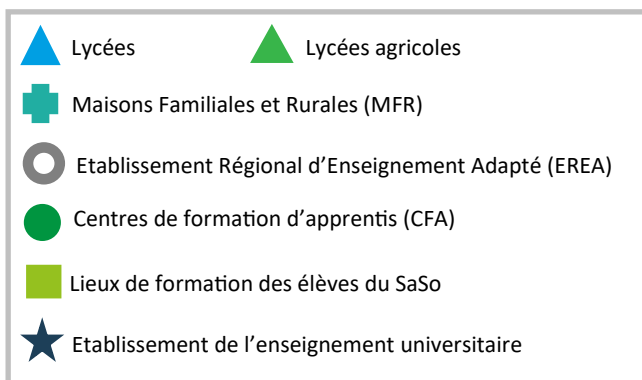 Lycées Lycées agricoles
Maisons Familiales et Rurales (MFR)
Etablissement Régional d’Enseignement Adapté (EREA)
Centres de formation d’apprentis (CFA)
Lieux de formation des élèves du SaSo
Etablissement de l’enseignement universitaire